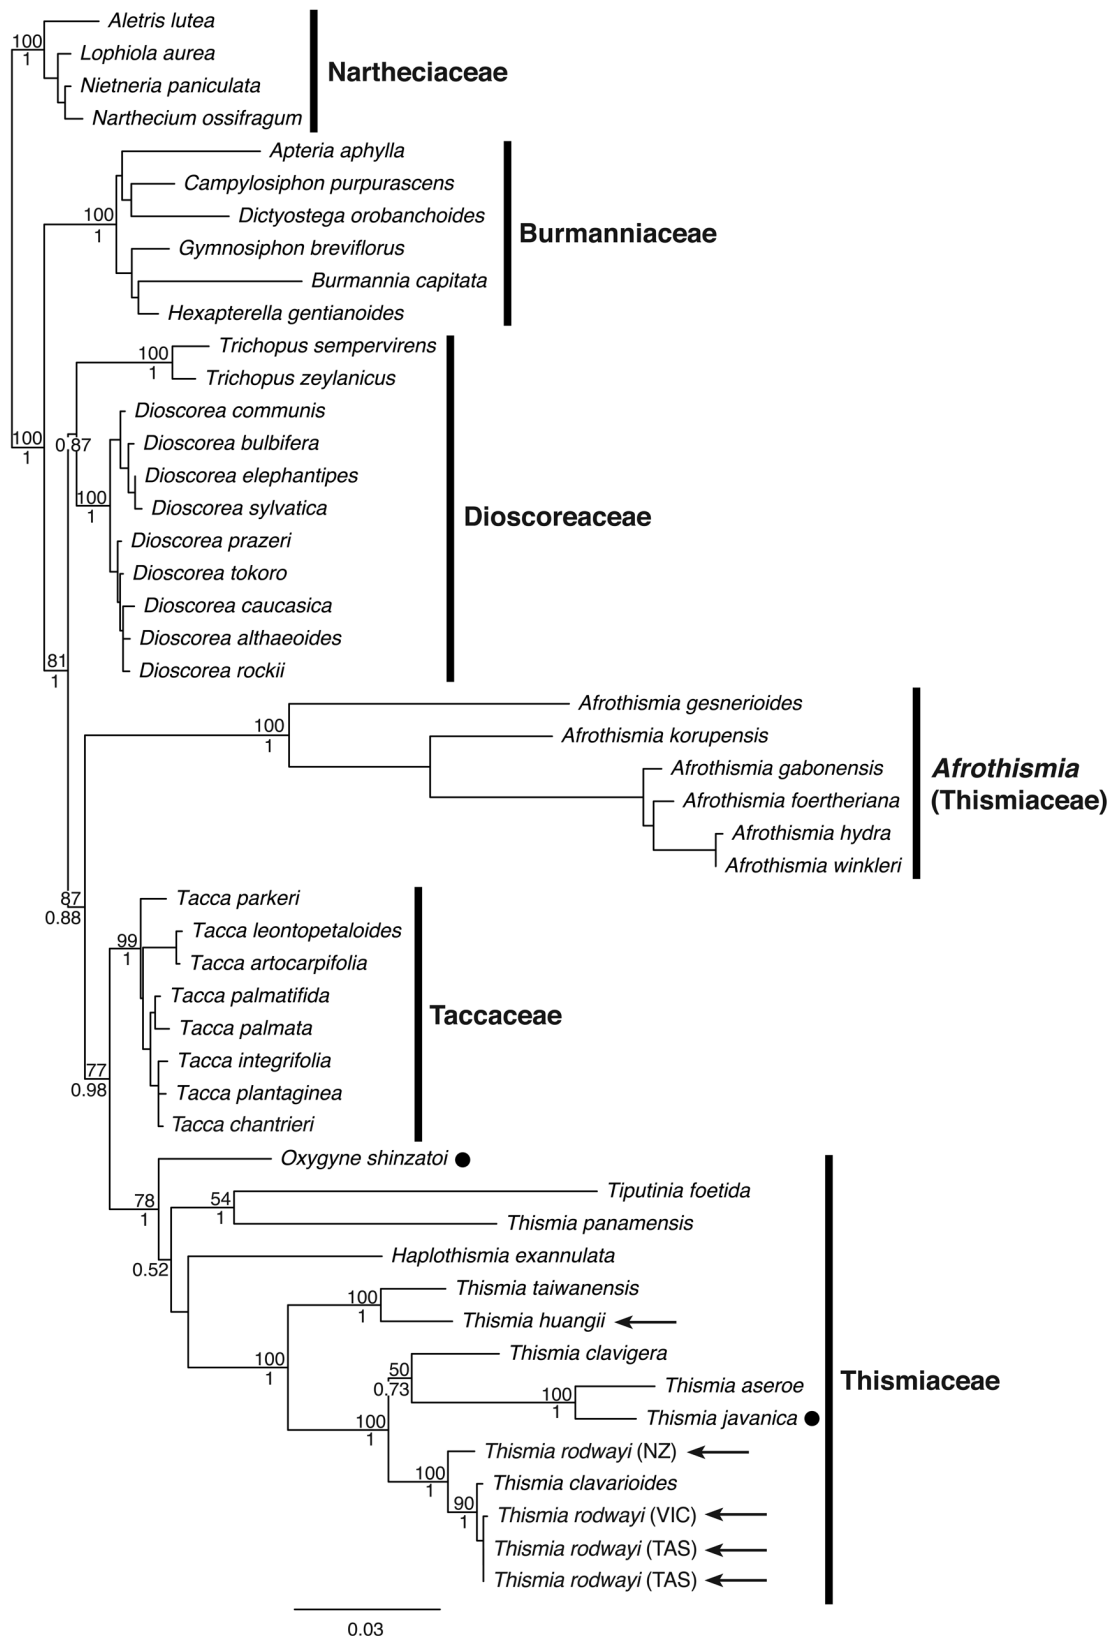 Aletris lutea
100
1
Lophiola aurea
Nartheciaceae
Nietneria paniculata
Narthecium ossifragum
Apteria aphylla
Campylosiphon purpurascens
100
1
Dictyostega orobanchoides
Burmanniaceae
Gymnosiphon breviflorus
Burmannia capitata
Hexapterella gentianoides
Trichopus sempervirens
100
1
Trichopus zeylanicus
Dioscorea communis
100
1
0.87
Dioscorea bulbifera
Dioscorea elephantipes
100
1
Dioscorea sylvatica
Dioscoreaceae
Dioscorea prazeri
Dioscorea tokoro
Dioscorea caucasica
Dioscorea althaeoides
81
1
Dioscorea rockii
Afrothismia gesnerioides
100
1
Afrothismia korupensis
Afrothismia gabonensis
Afrothismia
(Thismiaceae)
Afrothismia foertheriana
Afrothismia hydra
Afrothismia winkleri
87
0.88
Tacca parkeri
99
1
Tacca leontopetaloides
Tacca artocarpifolia
Tacca palmatifida
Taccaceae
Tacca palmata
Tacca integrifolia
77
0.98
Tacca plantaginea
Tacca chantrieri
Oxygyne shinzatoi
78
1
54
1
Tiputinia foetida
Thismia panamensis
0.52
Haplothismia exannulata
Thismia taiwanensis
100
1
Thismia huangii
100
1
Thismia clavigera
50
0.73
Thismia aseroe
Thismiaceae
100
1
Thismia javanica
100
1
Thismia rodwayi (NZ)
100
1
Thismia clavarioides
90
1
Thismia rodwayi (VIC)
Thismia rodwayi (TAS)
Thismia rodwayi (TAS)
0.03